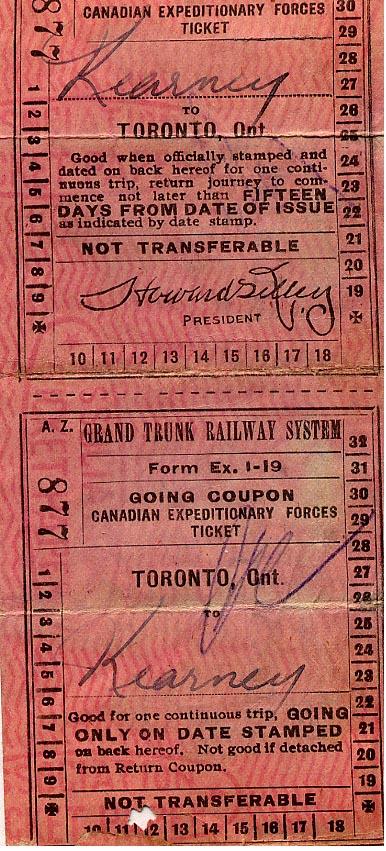 877
CANADIAN EXPEDITIONARY FORCES
TICKET
Kearney
TO
TORONTO, Ont.
Good when officially stamped and
dated on back hereof for one conti-
nuous trip, return journey to com-
mence not later than FIFTEEN
DAYS FROM DATE OF ISSUE
as indicated by date stamp.
NOT TRANSFERABLE
PRESIDENT
1 2 3 4 5 6 7 8 9 ✠
10 11 12 13 14 15 16 17 18
30
29
28
27
26
25
24
23
22
21
20
19
✠
A. Z.
877
GRAND TRUNK RAILWAY SYSTEM
Form Ex. 1-19
GOING COUPON
CANADIAN EXPEDITIONARY FORCES
TICKET
TORONTO, Ont.
TO
Kearney
Good for one continuous trip, GOING
ONLY ON DATE STAMPED
on back hereof. Not good if detached
from Return Coupon.
NOT TRANSFERABLE
1 2 3 4 5 6 7 8 9 ✠
10 11 12 13 14 15 16 17 18
32
31
30
29
28
27
26
25
24
23
22
21
20
19
✠